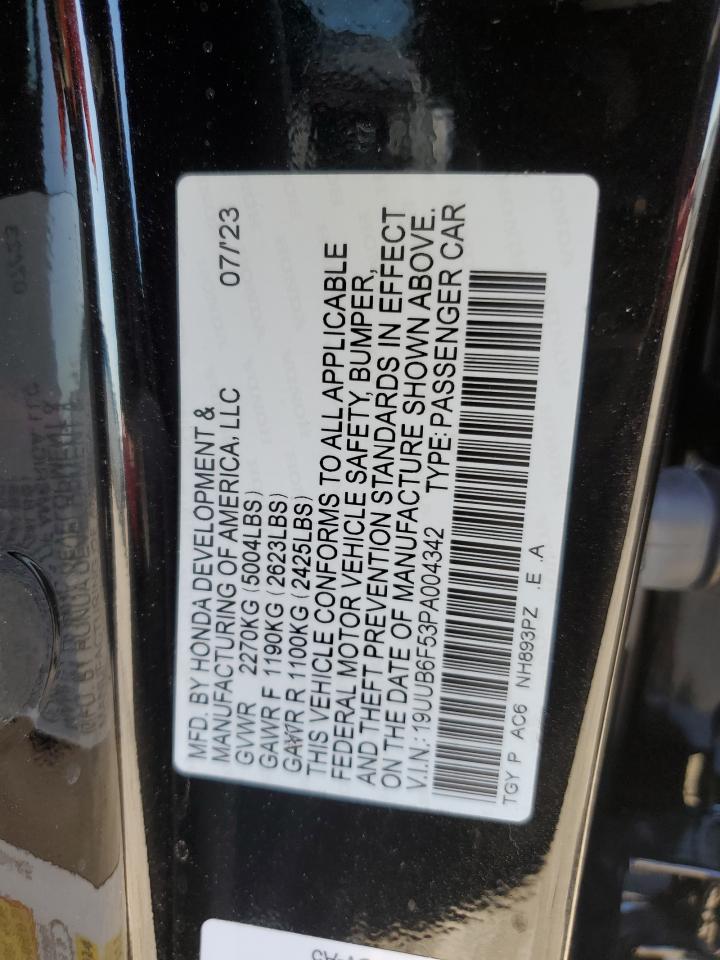 MFD. BY HONDA DEVELOPMENT &
MANUFACTURING OF AMERICA, LLC 07/'23
GVWR 2270KG (5004LBS)
GAWR F 1190KG (2623LBS)
GAWR R 1100KG (2425LBS)
THIS VEHICLE CONFORMS TO ALL APPLICABLE
FEDERAL MOTOR VEHICLE SAFETY, BUMPER,
AND THEFT PREVENTION STANDARDS IN EFFECT
ON THE DATE OF MANUFACTURE SHOWN ABOVE.
V.I.N.: 19UUB6F53PA004342 TYPE: PASSENGER CAR
TGY P AC6 NH893PZ .E .A